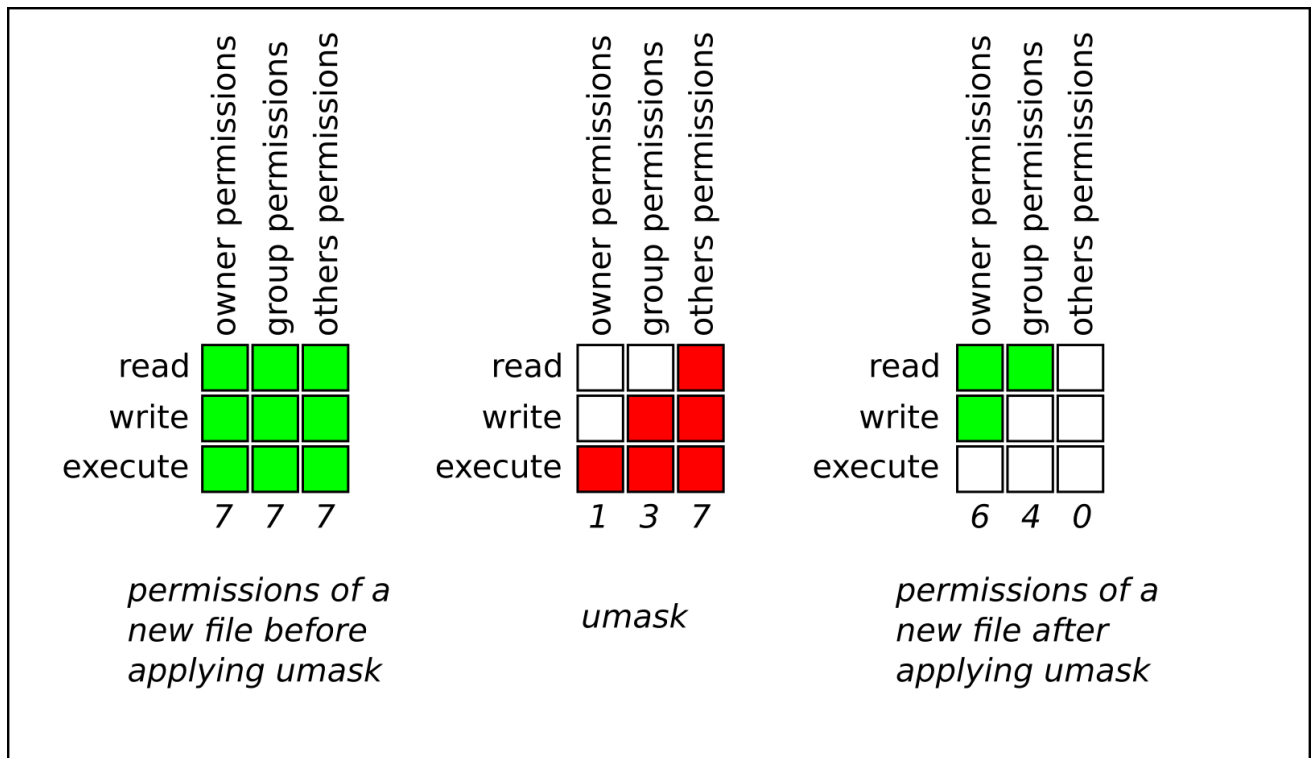 owner permissions
group permissions
others permissions
read
write
execute
7 7 7
permissions of a
new file before
applying umask
owner permissions
group permissions
others permissions
read
write
execute
1 3 7
umask
owner permissions
group permissions
others permissions
read
write
execute
6 4 0
permissions of a
new file after
applying umask